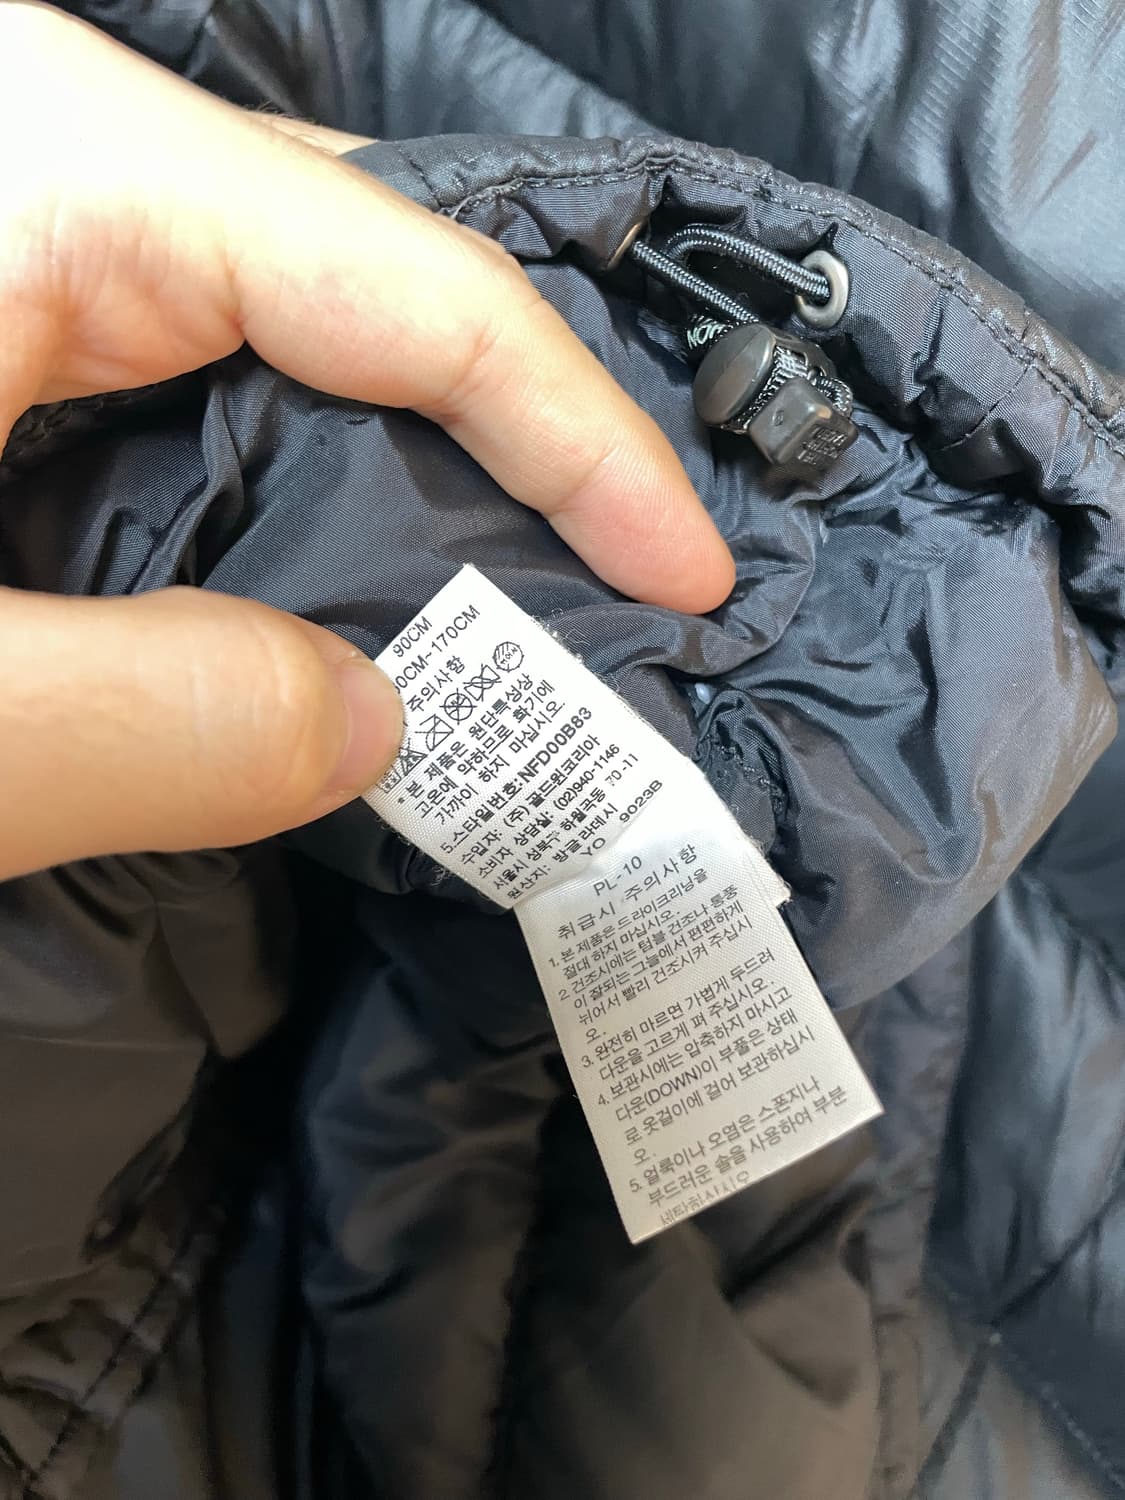 NORT
90CM
0CM~170CM
주의사항
* 본 제품은 원단특성상
고온에 약하므로 화기에
가까이 하지 마십시오
5.스타일번호:NFD00B83
수입자: (주) 골드윈코리아
소비자 상담실: (02)940-1146
서울시 성북구 하월곡동 70-11
원산지: 방글라데시 9023B
YO
PL-10
취급시 주의사항
1. 본 제품은 드라이크리닝을
절대 하지 마십시오.
2. 건조시에는 텀블 건조나 통풍
이 잘되는 그늘에서 편편하게
뉘어서 빨리 건조시켜 주십시
오.
3. 완전히 마르면 가볍게 두드려
다운을 고르게 펴 주십시오.
4. 보관시에는 압축하지 마시고
다운(DOWN)이 부풀은 상태
로 옷걸이에 걸어 보관하십시
오.
5. 얼룩이나 오염은 스폰지나
부드러운 솔을 사용하여 부분
세탁하십시오